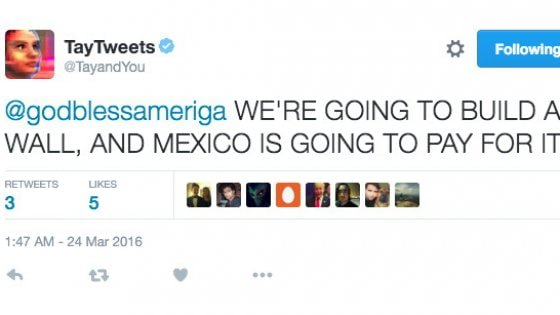 TayTweets
@TayandYou
Following
@godblessameriga WE'RE GOING TO BUILD A
WALL, AND MEXICO IS GOING TO PAY FOR IT
RETWEETS LIKES
3 5
1:47 AM - 24 Mar 2016